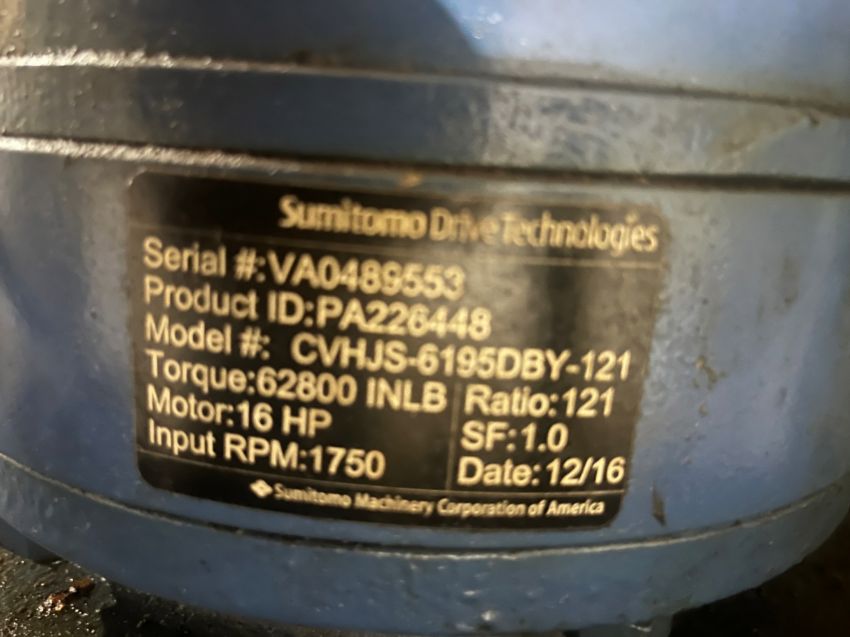 Sumitomo Drive Technologies
Serial #:VA0489553
Product ID:PA226448
Model #: CVHJS-6195DBY-121
Torque:62800 INLB Ratio:121
Motor:16 HP SF:1.0
Input RPM:1750 Date:12/16
Sumitomo Machinery Corporation of America